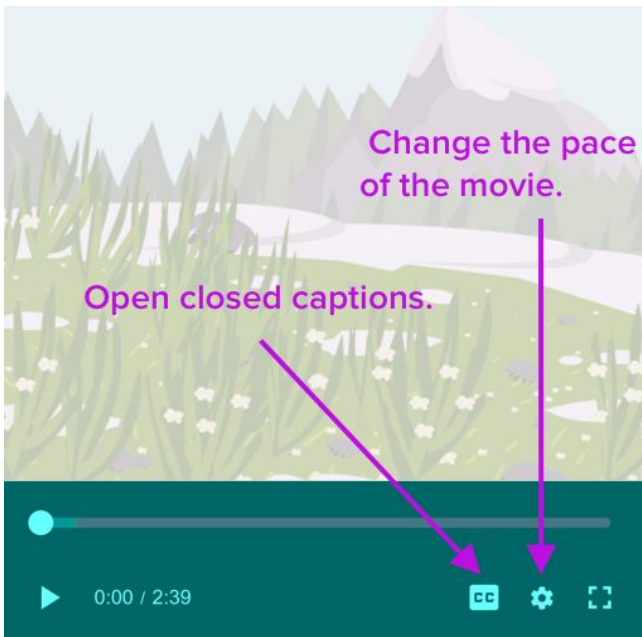 Change the pace
of the movie.
Open closed captions.
0:00 / 2:39
CC